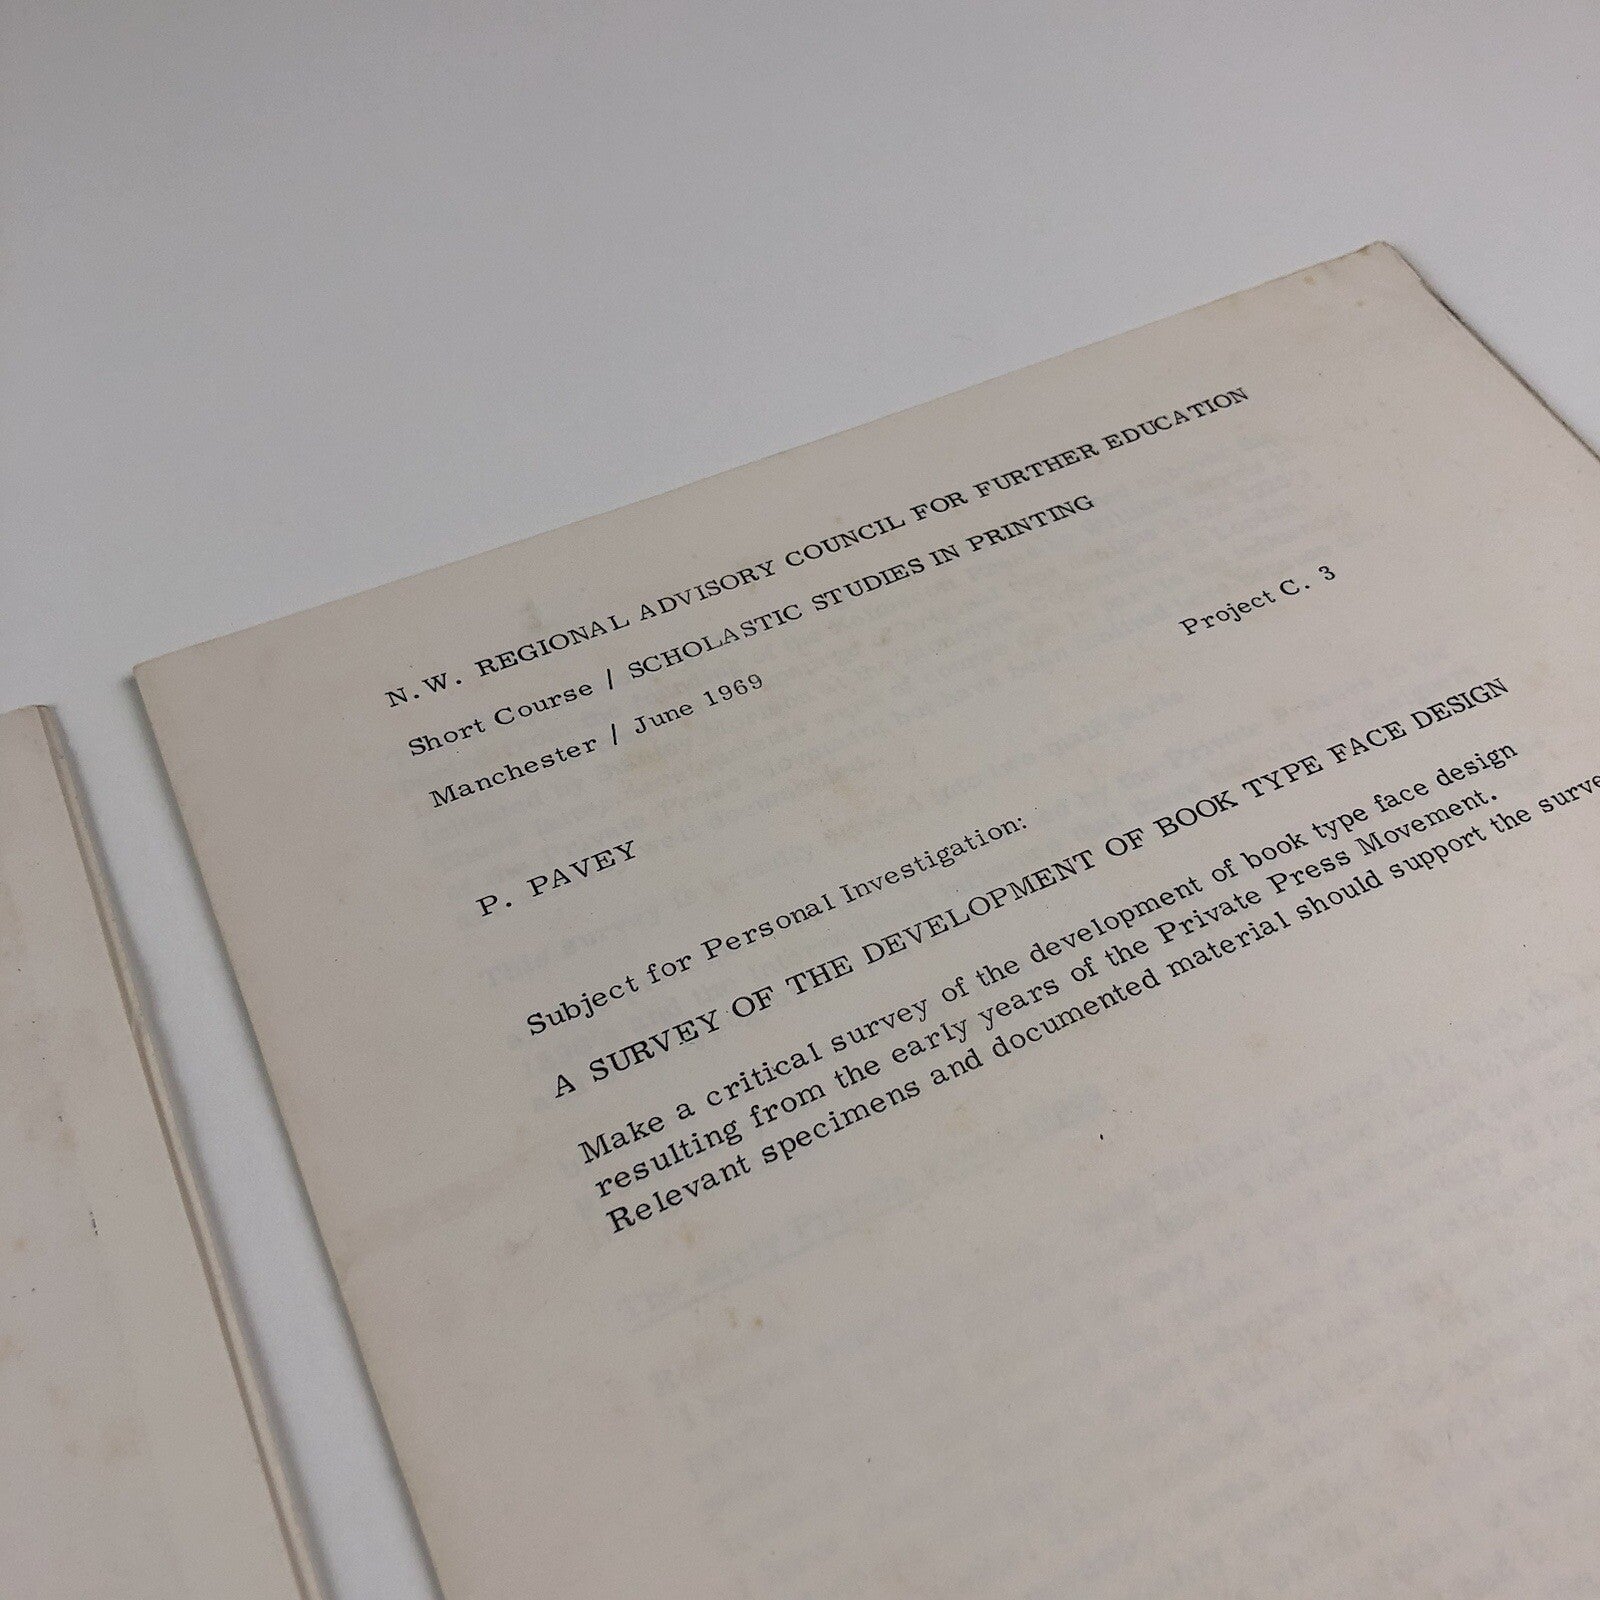 N.W. REGIONAL ADVISORY COUNCIL FOR FURTHER EDUCATION
Short Course / SCHOLASTIC STUDIES IN PRINTING
Manchester / June 1969
Project C. 3
P. PAVEY
Subject for Personal Investigation:
A SURVEY OF THE DEVELOPMENT OF BOOK TYPE FACE DESIGN
Make a critical survey of the development of book type face design
resulting from the early years of the Private Press Movement.
Relevant specimens and documented material should support the surve